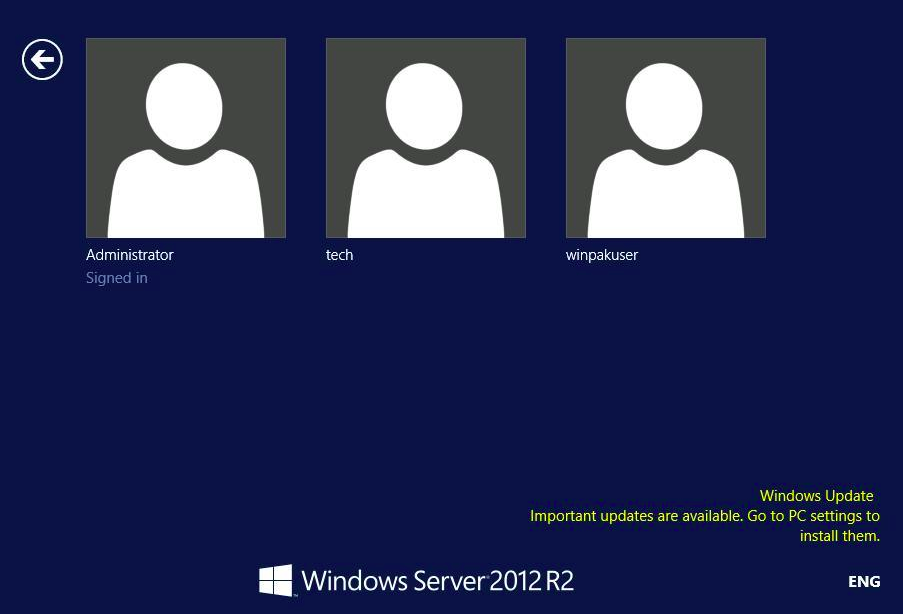 Administrator
Signed in
tech
winpakuser
Windows Update
Important updates are available. Go to PC settings to
install them.
Windows Server 2012 R2
ENG